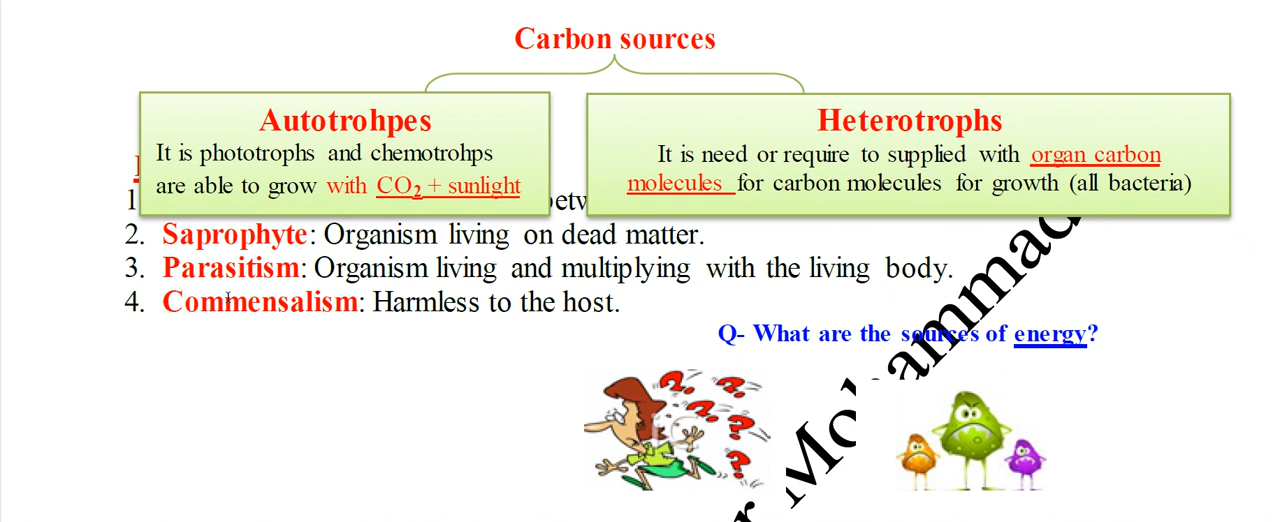 Carbon sources
Autotrohpes
It is phototrophs and chemotrohps
are able to grow with CO₂ + sunlight
Heterotrophs
It is need or require to supplied with organ carbon
molecules for carbon molecules for growth (all bacteria)
1
2. Saprophyte: Organism living on dead matter.
3. Parasitism: Organism living and multiplying with the living body.
4. Commensalism: Harmless to the host.
Q- What are the sources of energy?
? ? ? ? ?